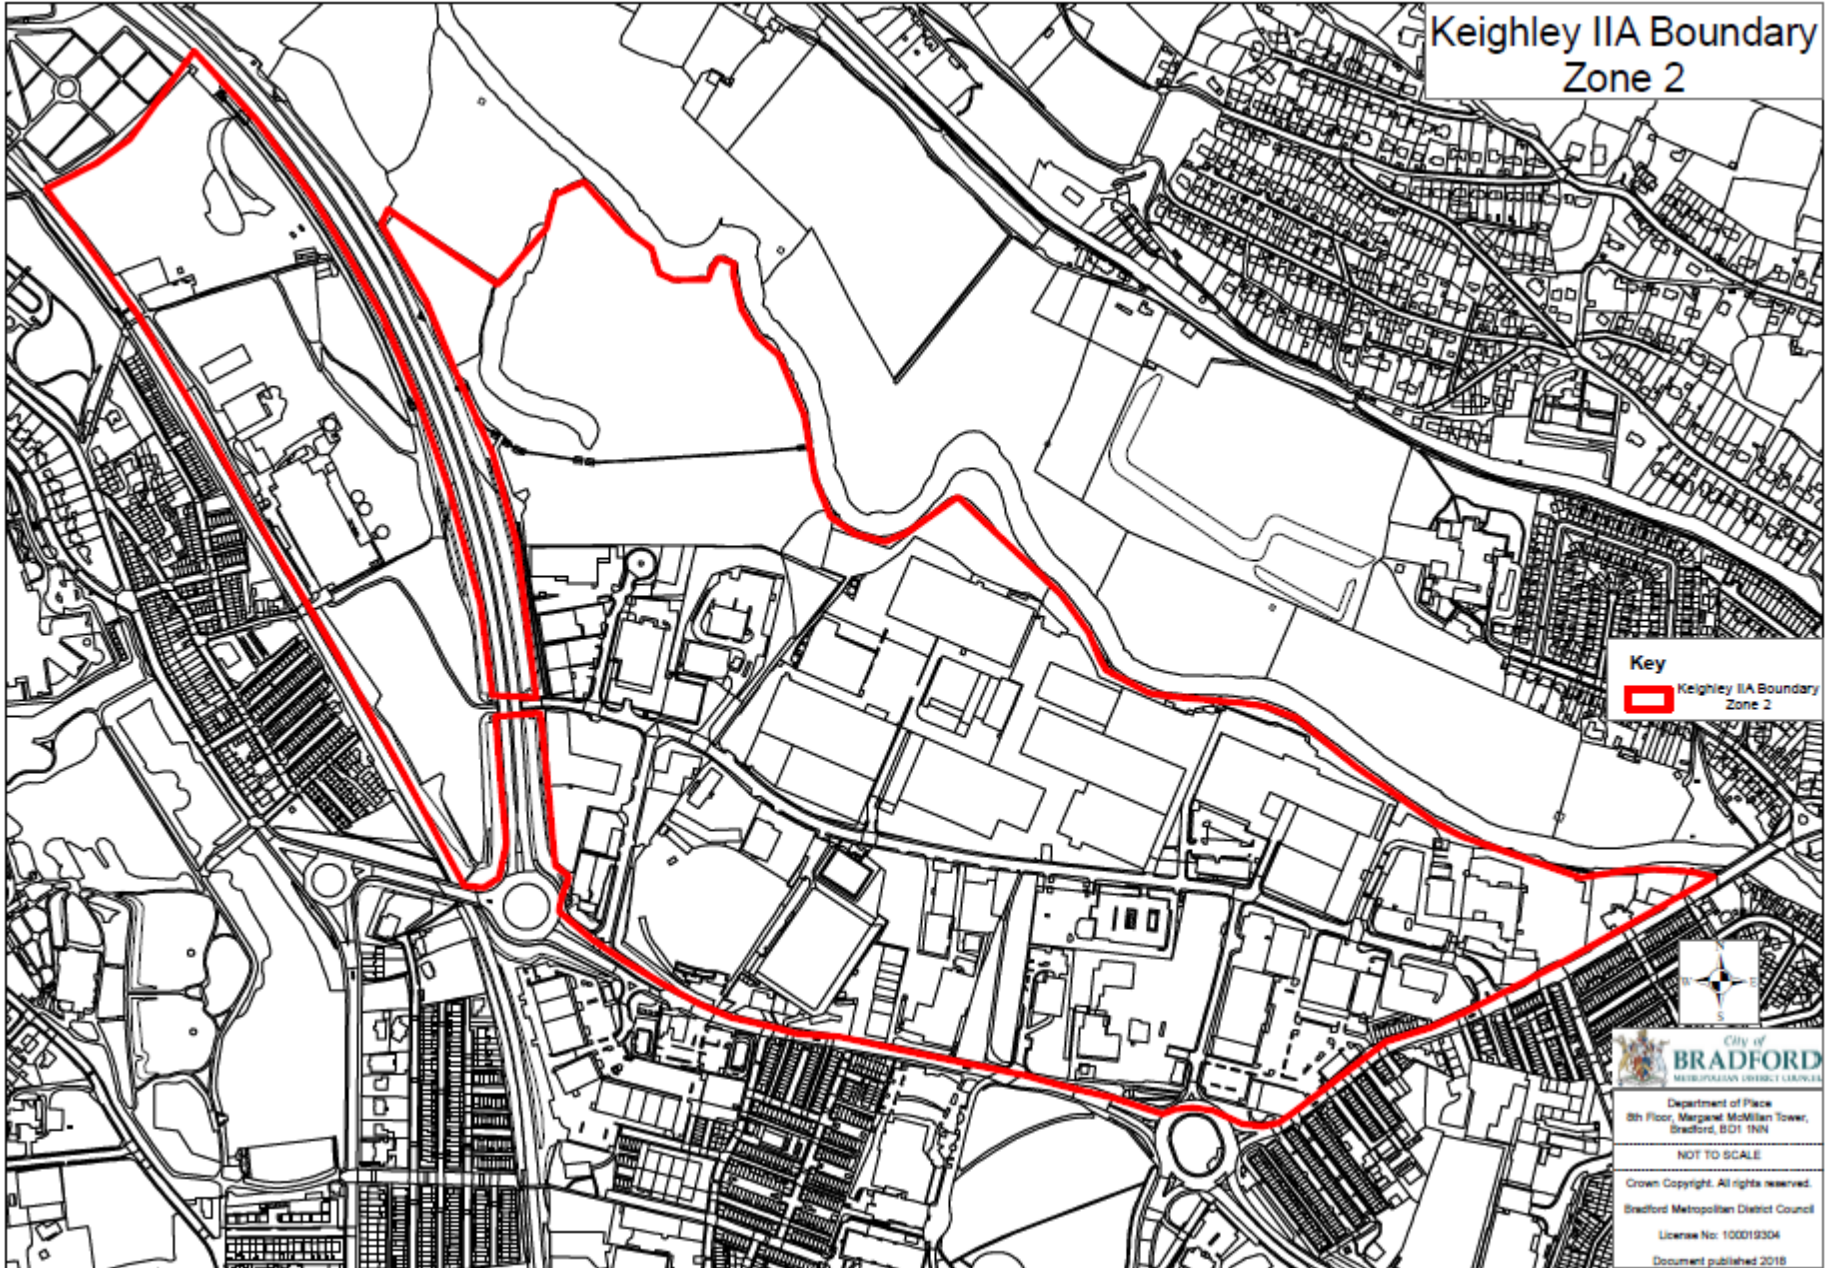 Keighley IIA Boundary
Zone 2
Key
Keighley IIA Boundary
Zone 2
N
W E
S
City of
BRADFORD
METROPOLITAN DISTRICT COUNCIL
Department of Place
8th Floor, Margaret McMillan Tower,
Bradford, BD1 1NN
NOT TO SCALE
Crown Copyright. All rights reserved.
Bradford Metropolitan District Council
License No: 100019304
Document published 2018